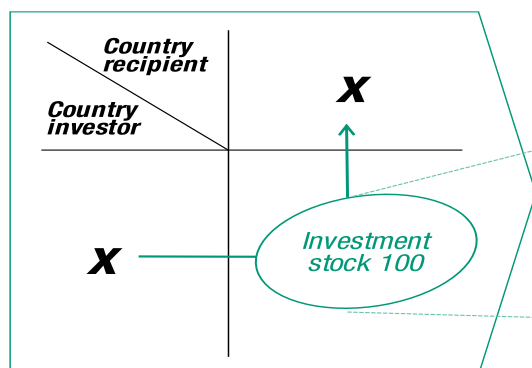 Country
recipient
Country
investor
X
X
Investment
stock 100